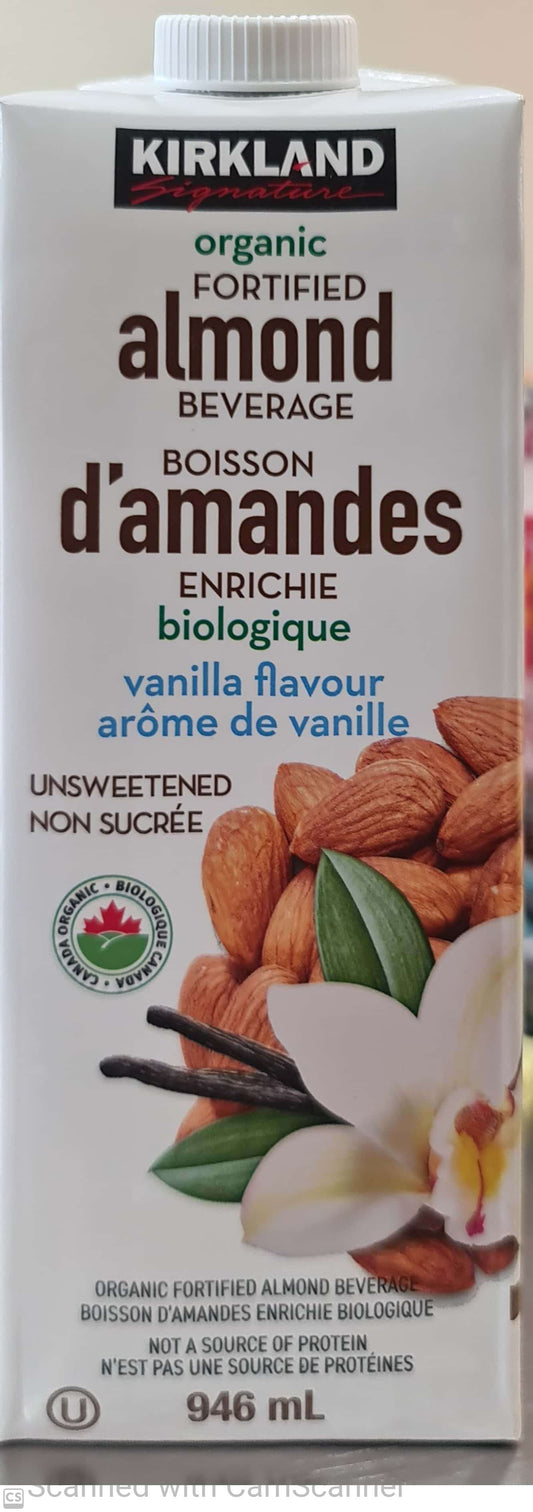 KIRKLAND
Signature
organic
FORTIFIED
almond
BEVERAGE
BOISSON
d'amandes
ENRICHIE
biologique
vanilla flavour
arôme de vanille
UNSWEETENED
NON SUCRÉE
CANADA ORGANIC • BIOLOGIQUE CANADA •
ORGANIC FORTIFIED ALMOND BEVERAGE
BOISSON D'AMANDES ENRICHIE BIOLOGIQUE
NOT A SOURCE OF PROTEIN
N'EST PAS UNE SOURCE DE PROTÉINES
U
946 mL
CS Scanned with CamScanner